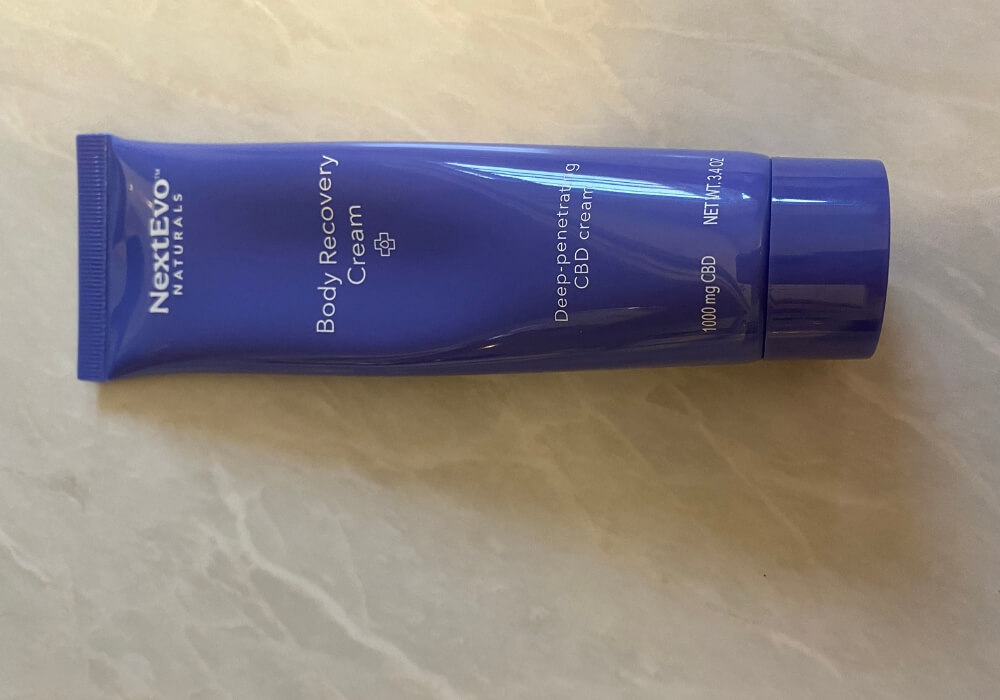 NextEvo™
NATURALS
Body Recovery
Cream
Deep-penetrating
CBD cream
1000 mg CBD NET WT. 3.4 OZ